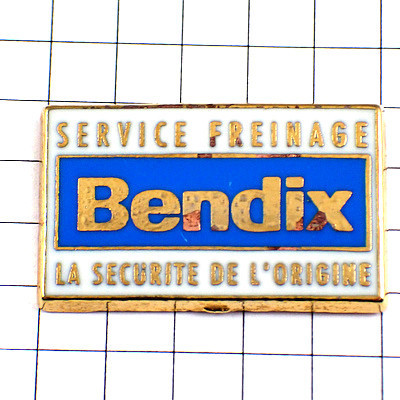 SERVICE FREINAGE
Bendix
LA SECURITE DE L'ORIGINE